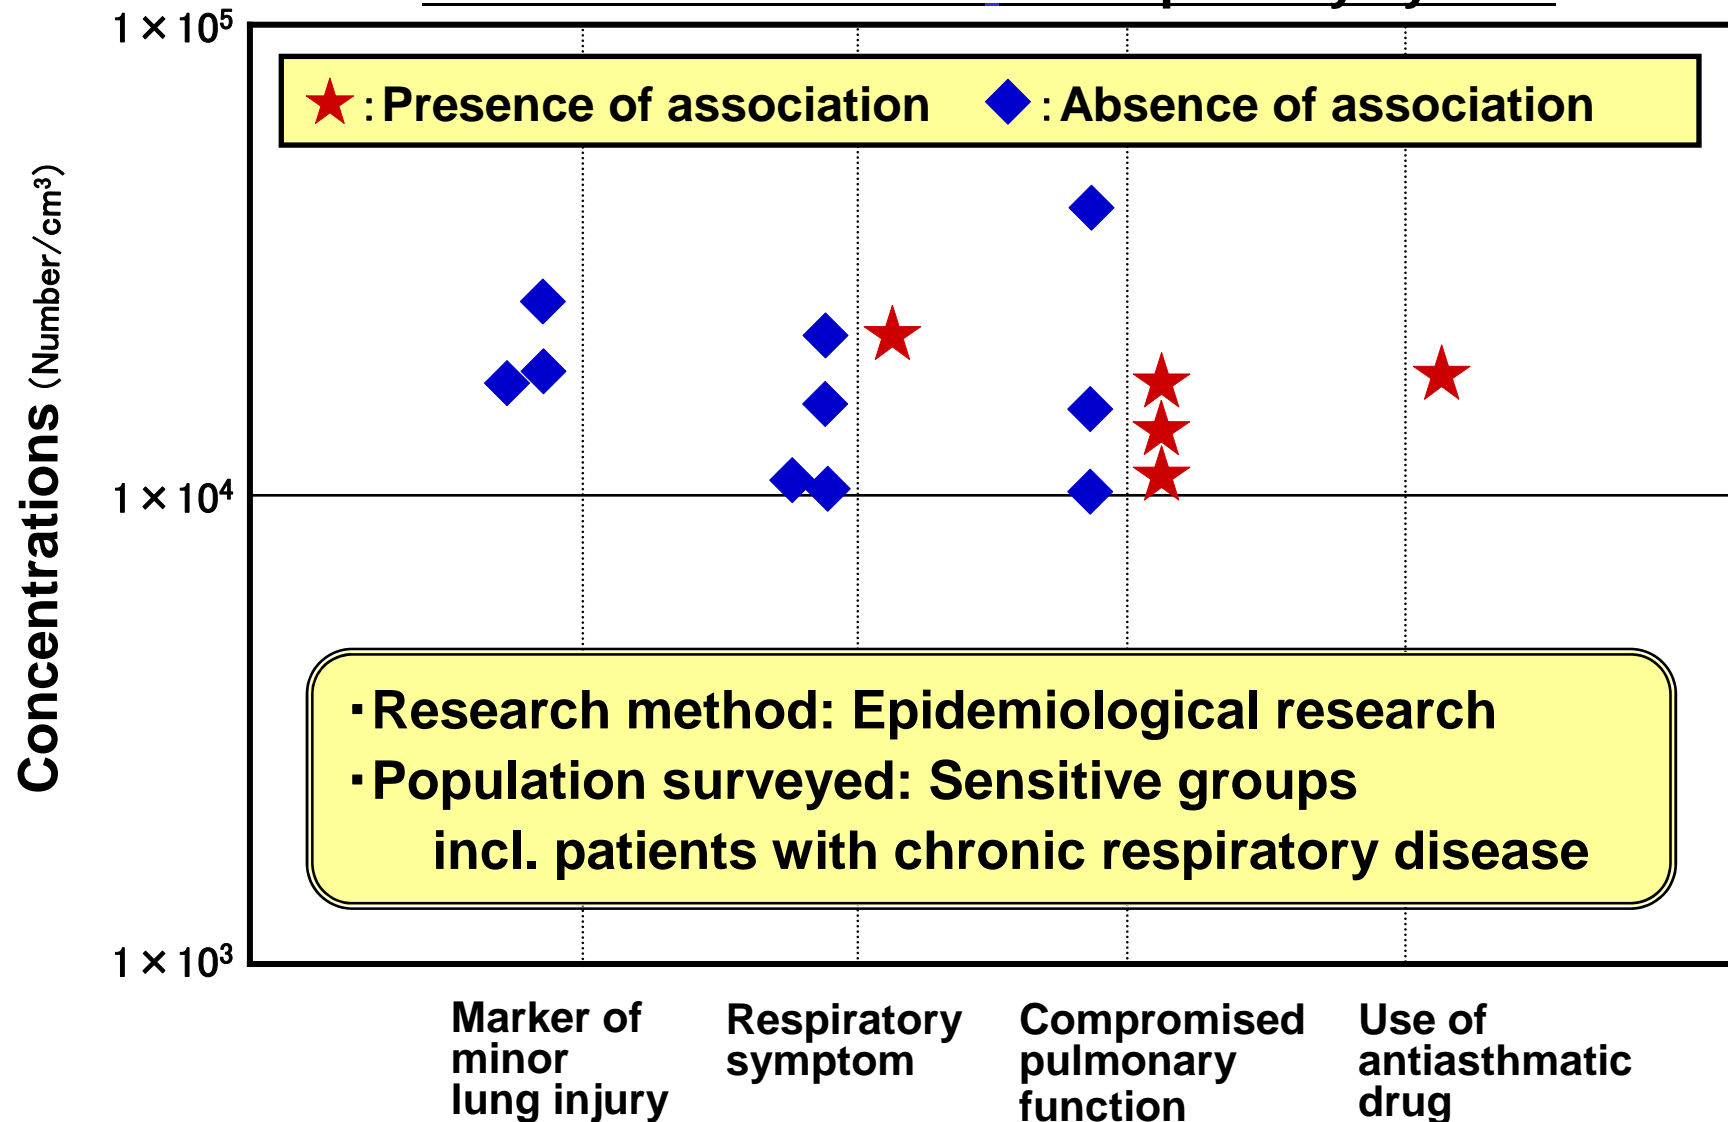 1×10⁵
: Presence of association : Absence of association
Concentrations (Number/cm³)
1×10⁴
・Research method: Epidemiological research
・Population surveyed: Sensitive groups
incl. patients with chronic respiratory disease
1×10³
Marker of
minor
lung injury
Respiratory
symptom
Compromised
pulmonary
function
Use of
antiasthmatic
drug